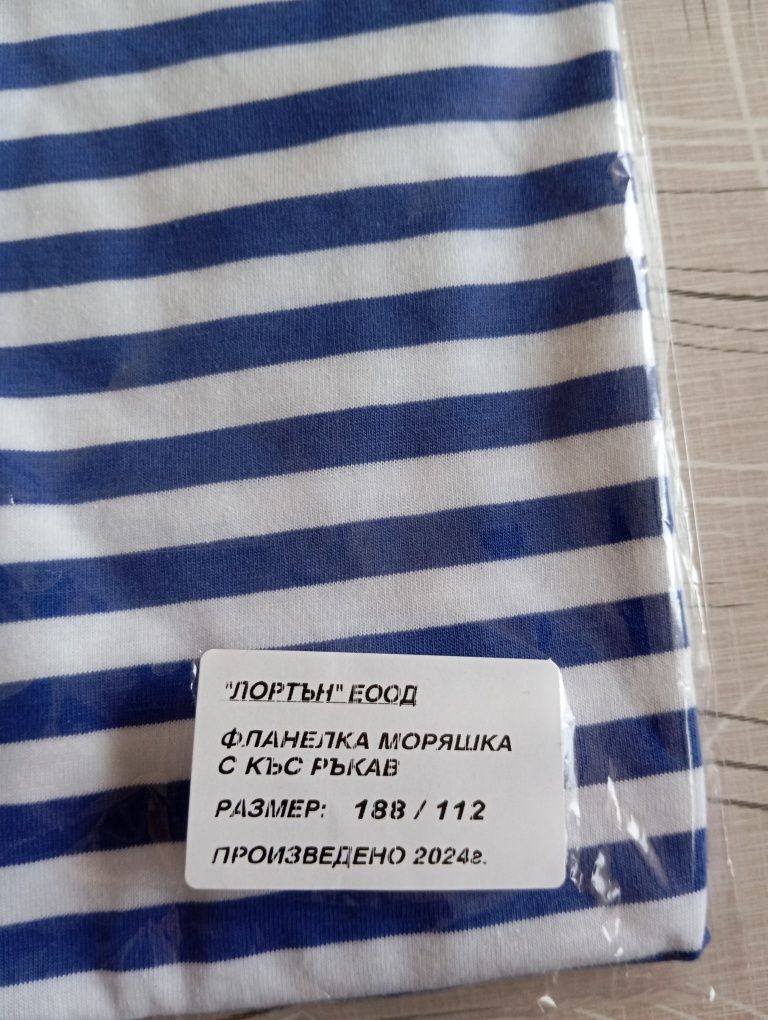 "ЛОРТЪН" ЕООД
ФЛАНЕЛКА МОРЯШКА
С КЪС РЪКАВ
РАЗМЕР: 188 / 112
ПРОИЗВЕДЕНО 2024г.